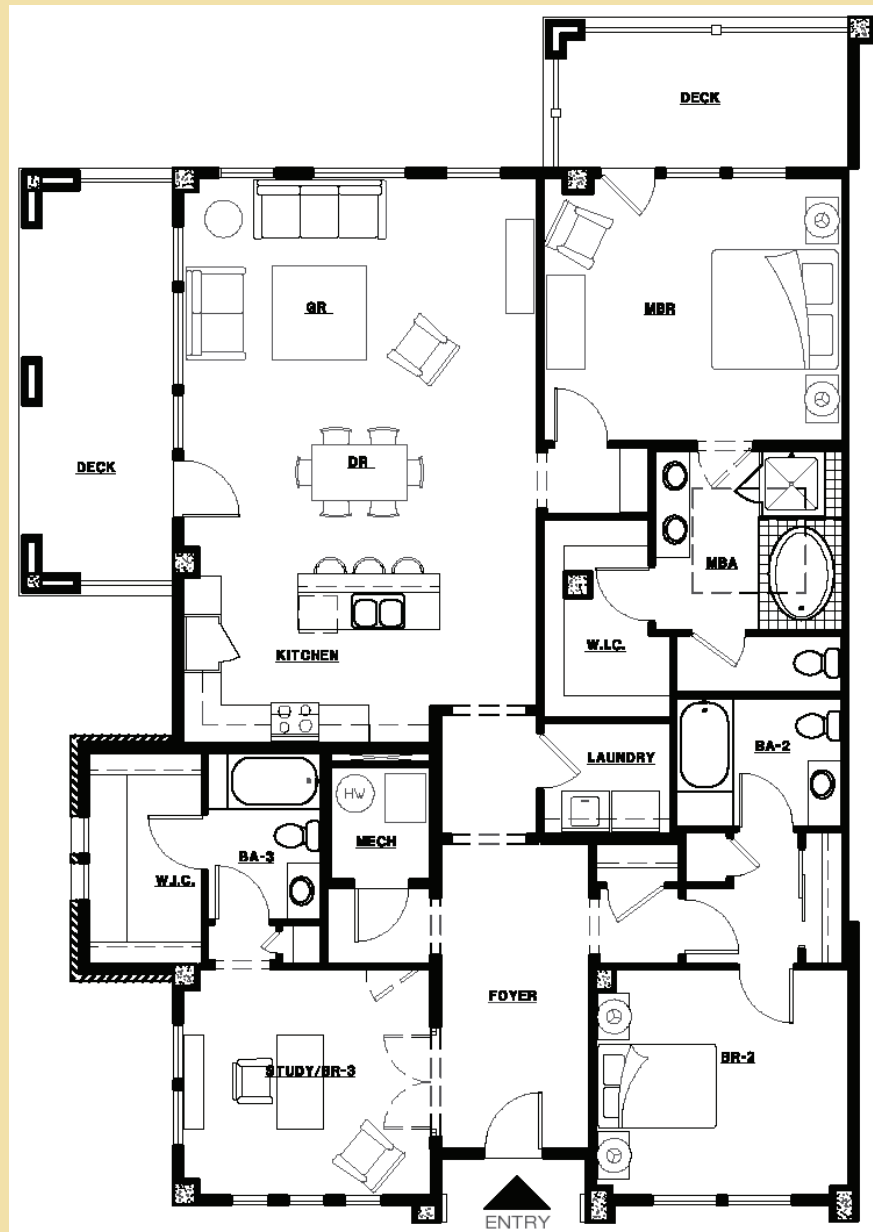 DECK
GR
MBR
DECK
DR
MBA
KITCHEN
W.I.C.
LAUNDRY
BA-2
HW
MECH
BA-3
W.I.C.
FOYER
BR-2
STUDY/BR-3
ENTRY